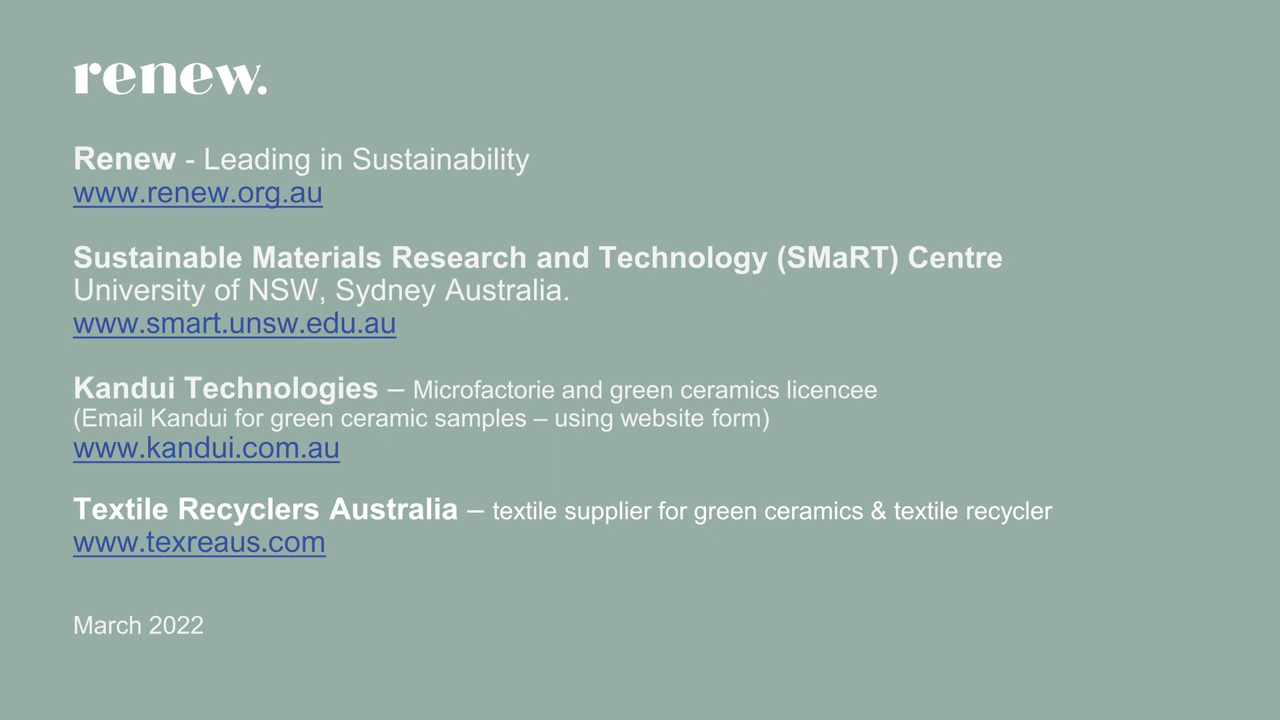 renew.
Renew - Leading in Sustainability
www.renew.org.au
Sustainable Materials Research and Technology (SMaRT) Centre
University of NSW, Sydney Australia.
www.smart.unsw.edu.au
Kandui Technologies – Microfactorie and green ceramics licencee
(Email Kandui for green ceramic samples – using website form)
www.kandui.com.au
Textile Recyclers Australia – textile supplier for green ceramics & textile recycler
www.texreaus.com
March 2022